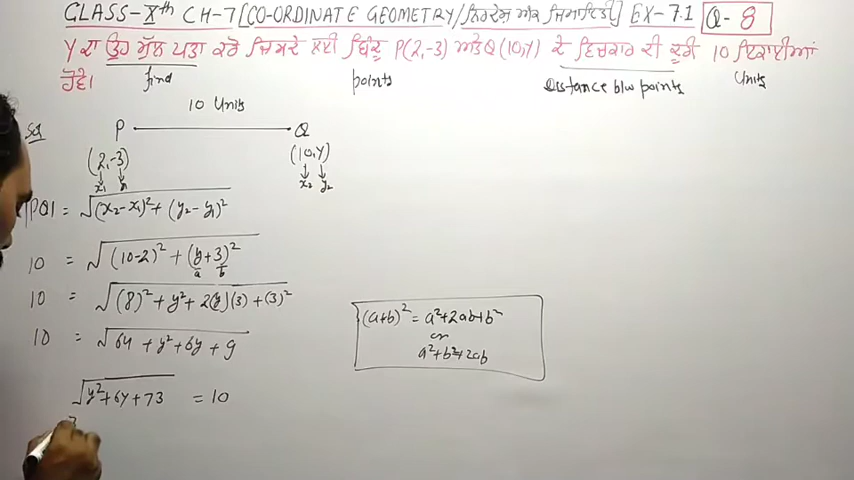 CLASS-Xth CH-7 [CO-ORDINATE GEOMETRY/ਨਿਰਦੇਸ਼ ਅੰਕ ਜਿਆਮਿਤੀ] EX-7.1 Q-8
Y ਦਾ ਉਹ ਮੁੱਲ ਪਤਾ ਕਰੋ ਜਿਸਦੇ ਲਈ ਬਿੰਦੂ P(2,-3) ਅਤੇ Q(10,Y) ਦੇ ਵਿਚਕਾਰ ਦੀ ਦੂਰੀ 10 ਇਕਾਈਆਂ
ਹੋਵੇ। find points Distance b/w points Units
10 Units
Sol P Q
(2,-3) (10,Y)
x₁ y₁ x₂ y₂
|PQ| = √(x₂-x₁)²+(y₂-y₁)²
10 = √(10-2)²+(y+3)²
a b
10 = √(8)²+y²+2(y)(3)+(3)²
(a+b)² = a²+2ab+b²
or
a²+b²+2ab
10 = √64+y²+6y+9
√y²+6y+73 = 10